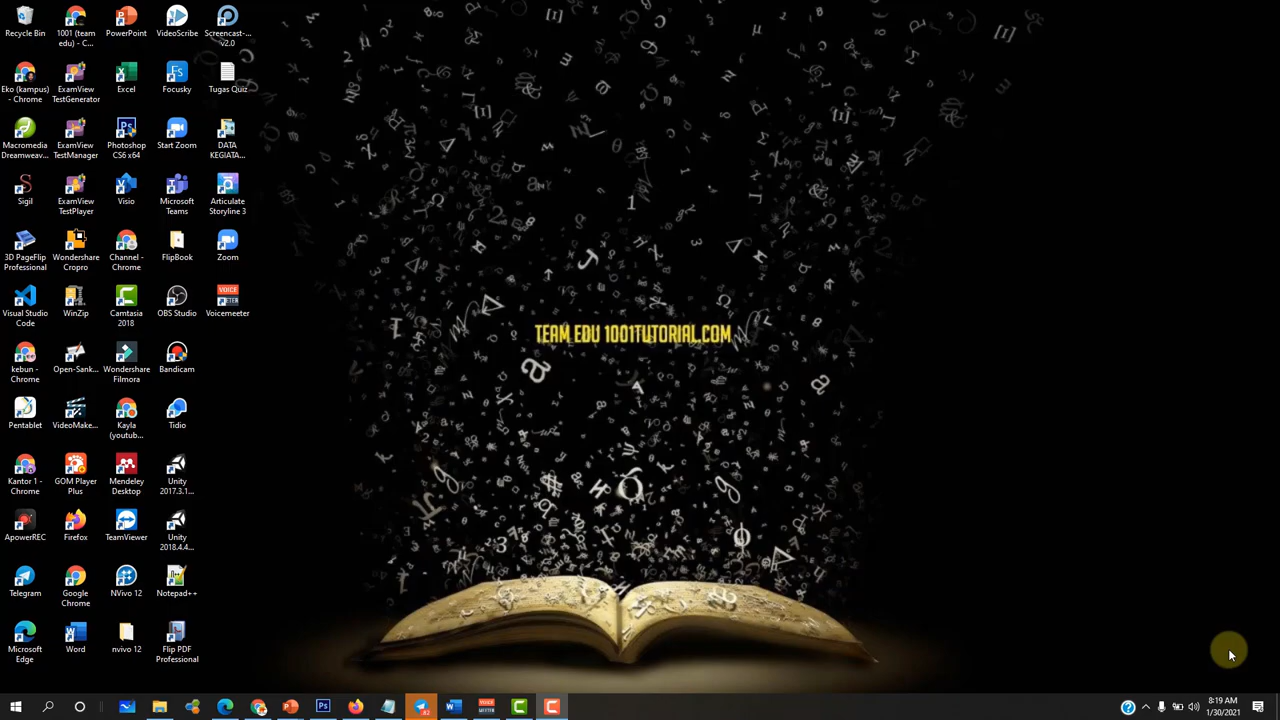 Recycle Bin
1001 (team
edu) - C...
PowerPoint
VideoScribe
Screencast-...
v2.0
Eko (kampus)
- Chrome
ExamView
TestGenerator
Excel
Focusky
Tugas Quiz
Macromedia
Dreamweav...
ExamView
TestManager
Photoshop
CS6 x64
Start Zoom
DATA
KEGIATA...
Sigil
ExamView
TestPlayer
Visio
Microsoft
Teams
Articulate
Storyline 3
3D PageFlip
Professional
Wondershare
Cropro
Channel -
Chrome
FlipBook
Zoom
Visual Studio
Code
WinZip
Camtasia
2018
OBS Studio
VOICE
MEETER
Voicemeeter
TEAM EDU 1001TUTORIAL.COM
kebun -
Chrome
Open-Sank...
Wondershare
Filmora
Bandicam
Pentablet
VideoMake...
Kayla
(youtub...
Tidio
Kantor 1 -
Chrome
GOM Player
Plus
Mendeley
Desktop
Unity
2017.3.1...
ApowerREC
Firefox
TeamViewer
Unity
2018.4.4...
Telegram
Google
Chrome
NVivo 12
Notepad++
Microsoft
Edge
Word
nvivo 12
Flip PDF
Professional
8:19 AM
1/30/2021